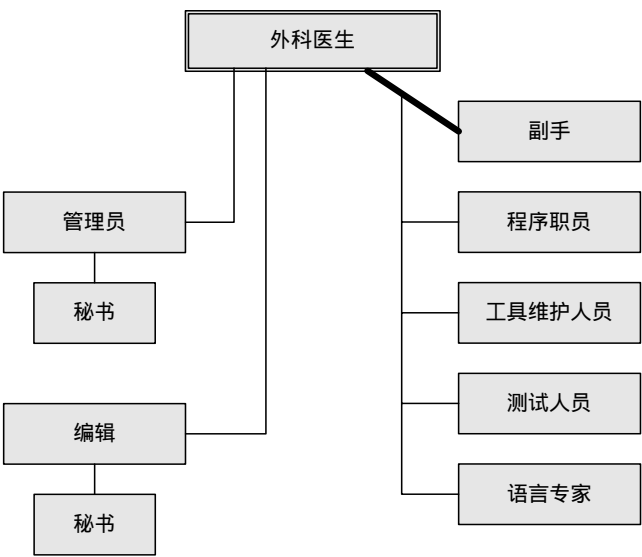 外科医生
副手
管理员
程序职员
秘书
工具维护人员
编辑
测试人员
秘书
语言专家